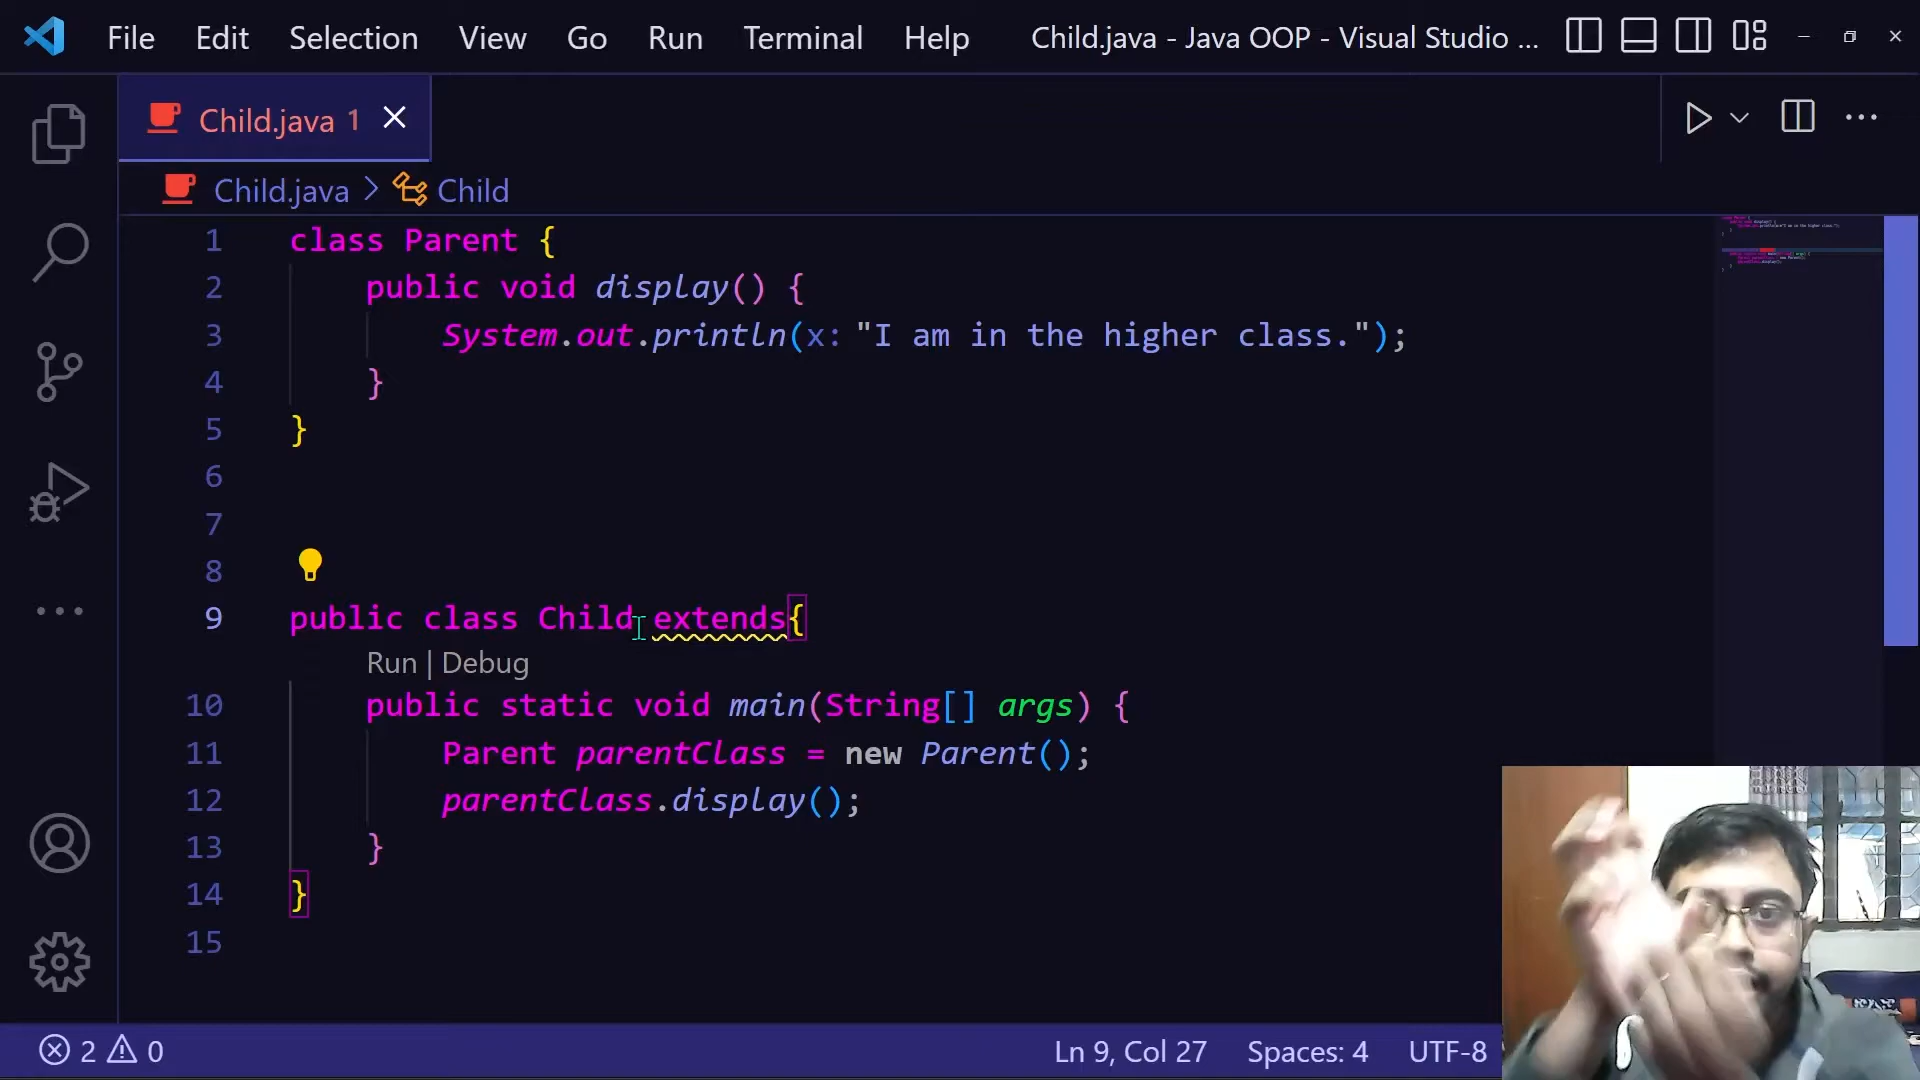 File Edit Selection View Go Run Terminal Help Child.java - Java OOP - Visual Studio ...
Child.java 1
Child.java > Child
1 class Parent {
2 public void display() {
3 System.out.println(x: "I am in the higher class.");
4 }
5 }
6
7
8
9 public class Child extends{
Run | Debug
10 public static void main(String[] args) {
11 Parent parentClass = new Parent();
12 parentClass.display();
13 }
14 }
15
2 0 Ln 9, Col 27 Spaces: 4 UTF-8